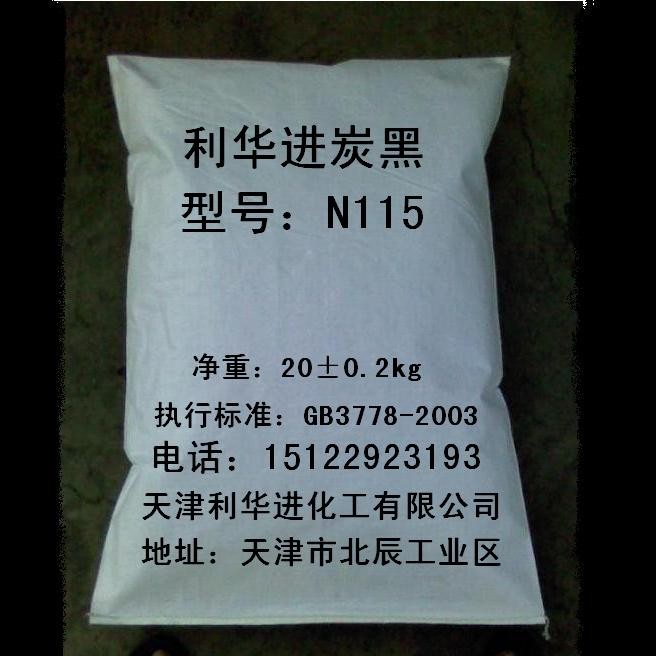 利华进炭黑
型号：N115
净重：20±0.2kg
执行标准：GB3778-2003
电话：15122923193
天津利华进化工有限公司
地址：天津市北辰工业区